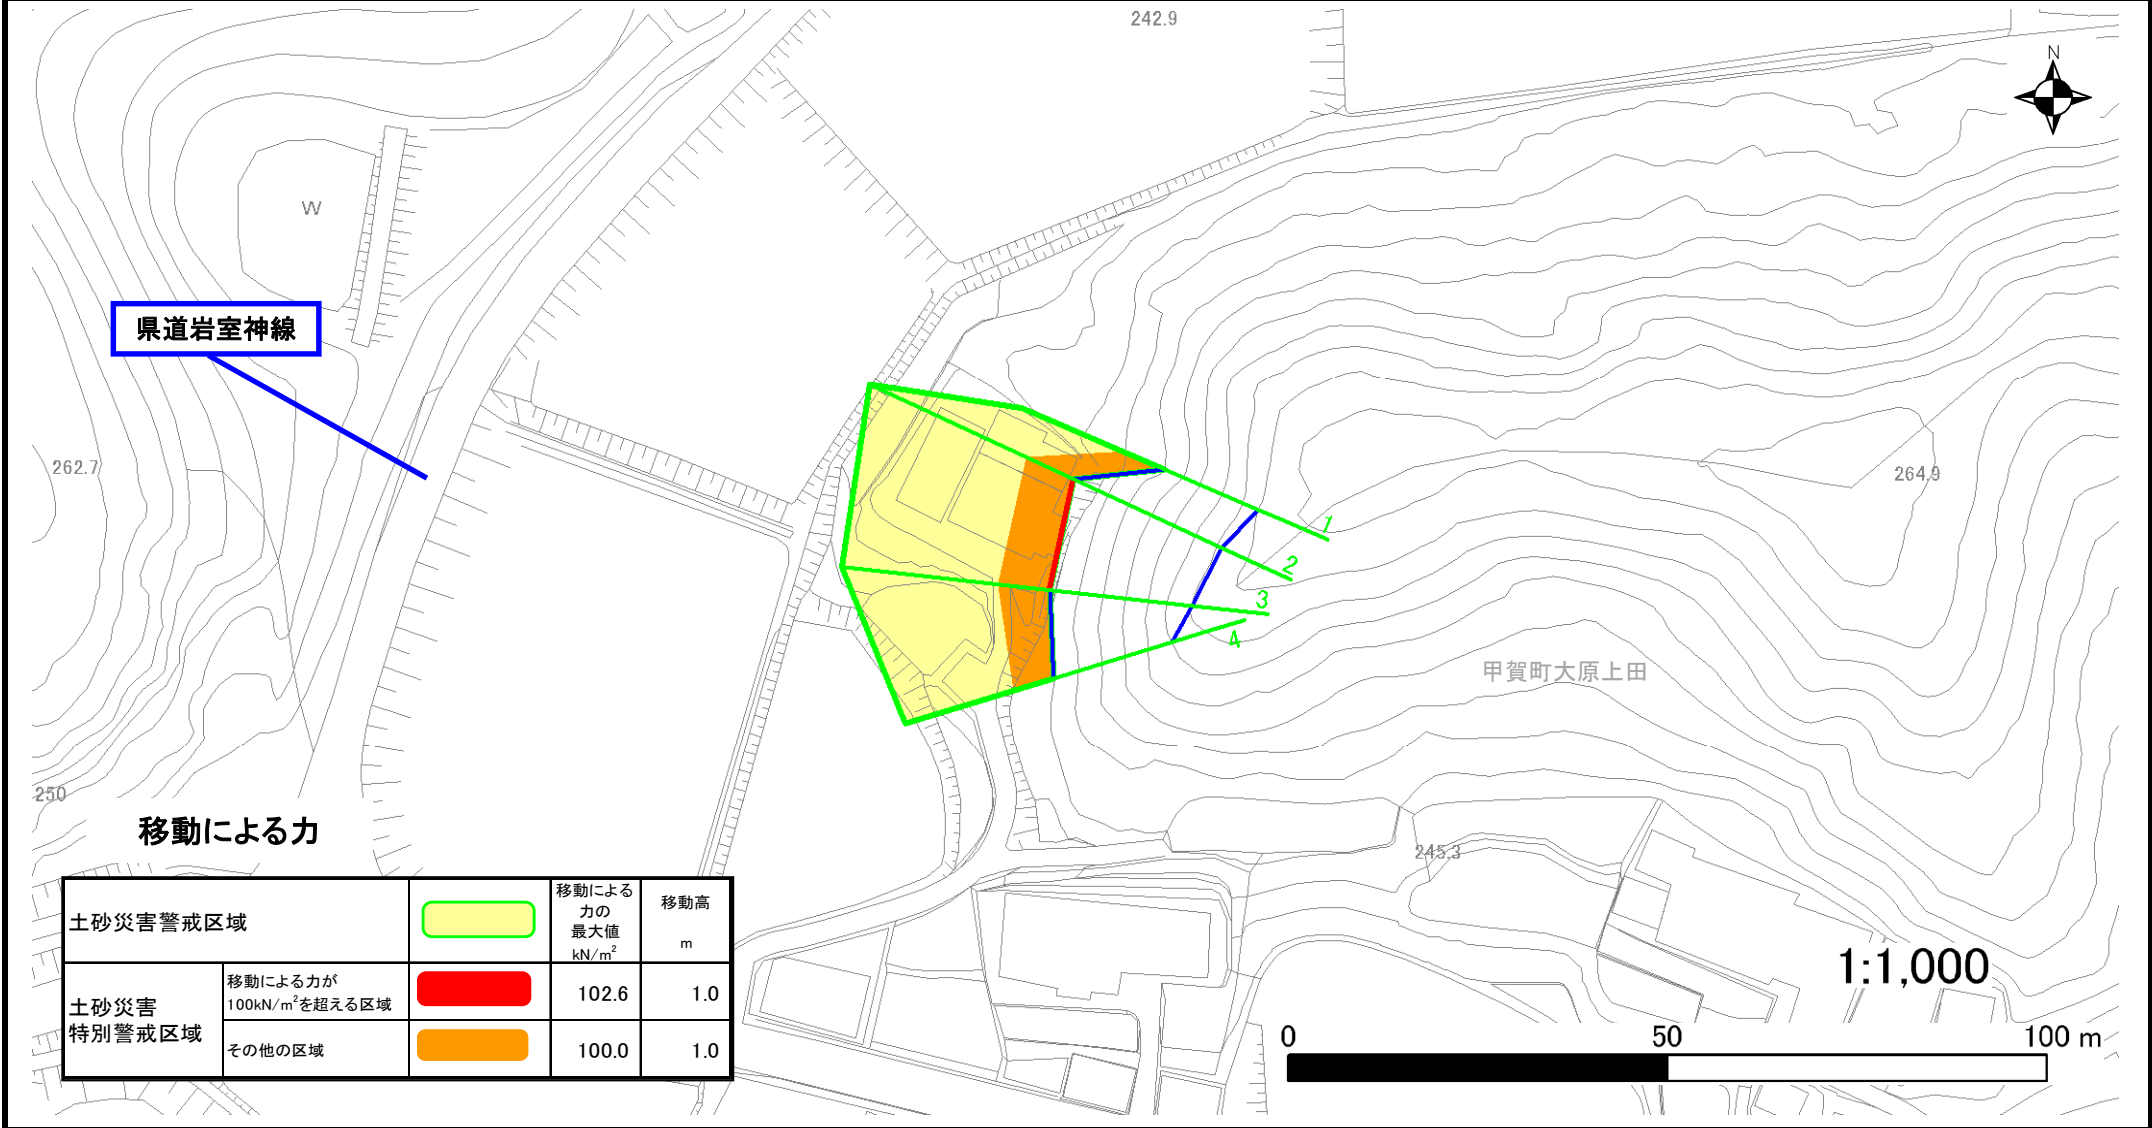 242.9
N
W
県道岩室神線
262.7
264.9
1
2
3
4
甲賀町大原上田
250
移動による力
245.3
土砂災害警戒区域
移動による
力の
最大値
kN/m²
移動高
m
土砂災害
特別警戒区域
移動による力が
100kN/m²を超える区域
102.6
1.0
その他の区域
100.0
1.0
1:1,000
0
50
100 m